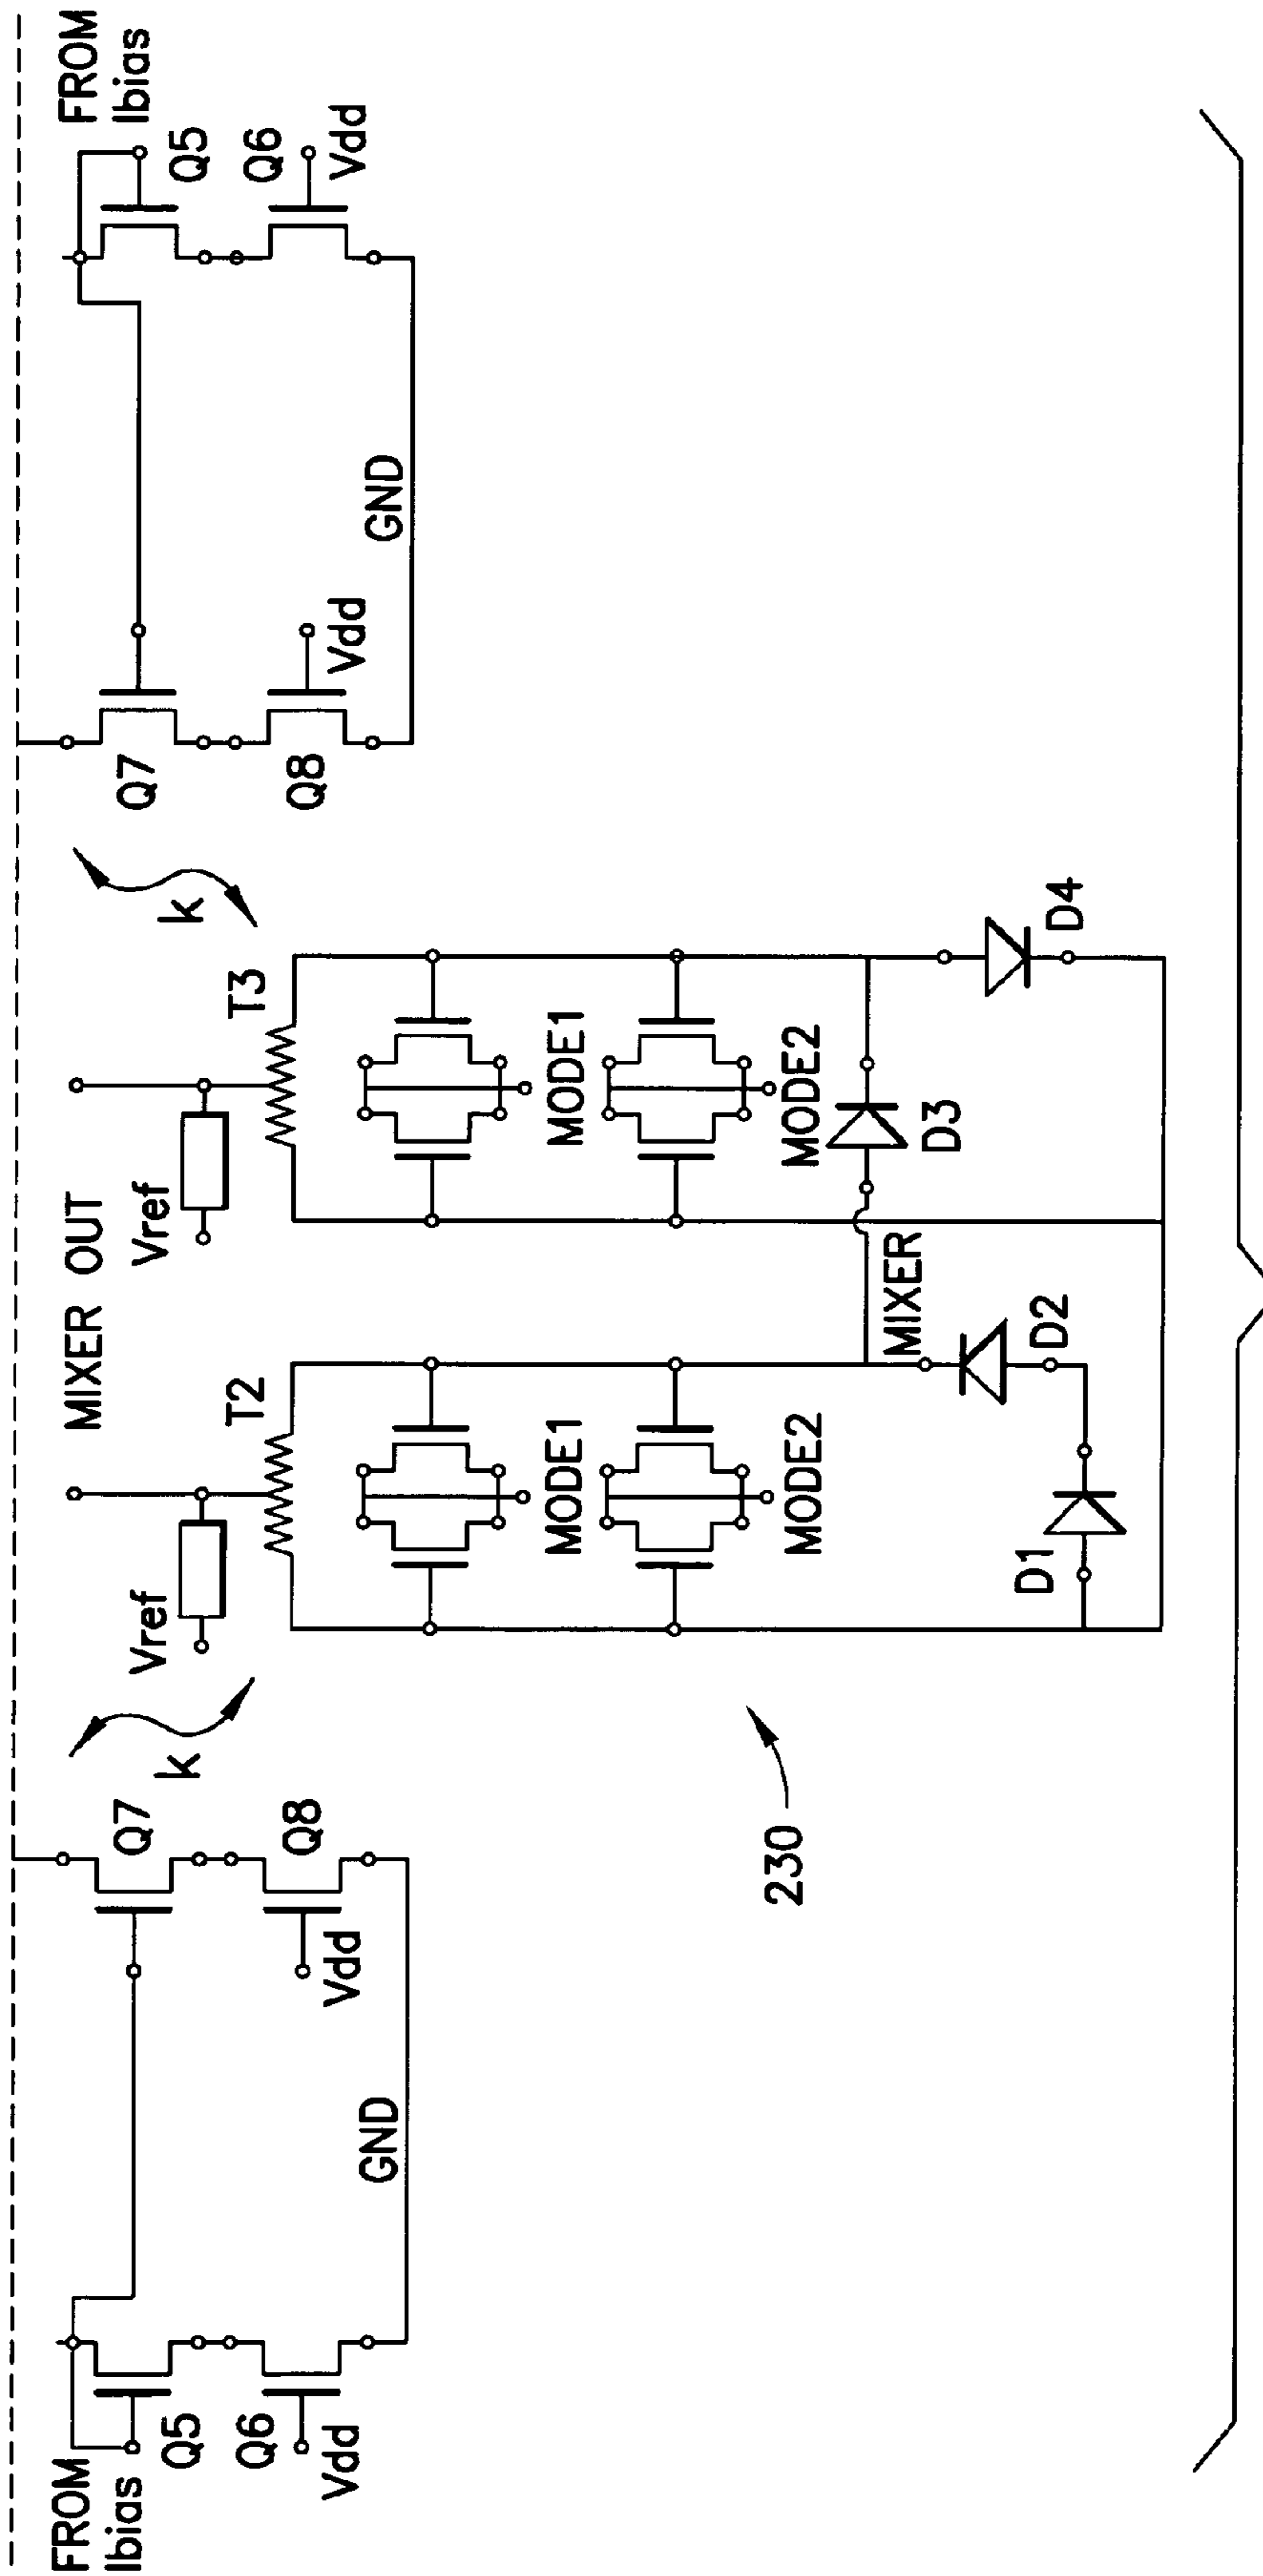 FROM
Ibias
Q5
Q6
Vdd
GND
Q7
Q8
Vdd
k
MIXER OUT
Vref
T2
MODE1
MODE2
D1
D2
MIXER
Vref
T3
MODE1
MODE2
D3
D4
k
Q7
Q8
Vdd
GND
FROM
Ibias
Q5
Q6
Vdd
230